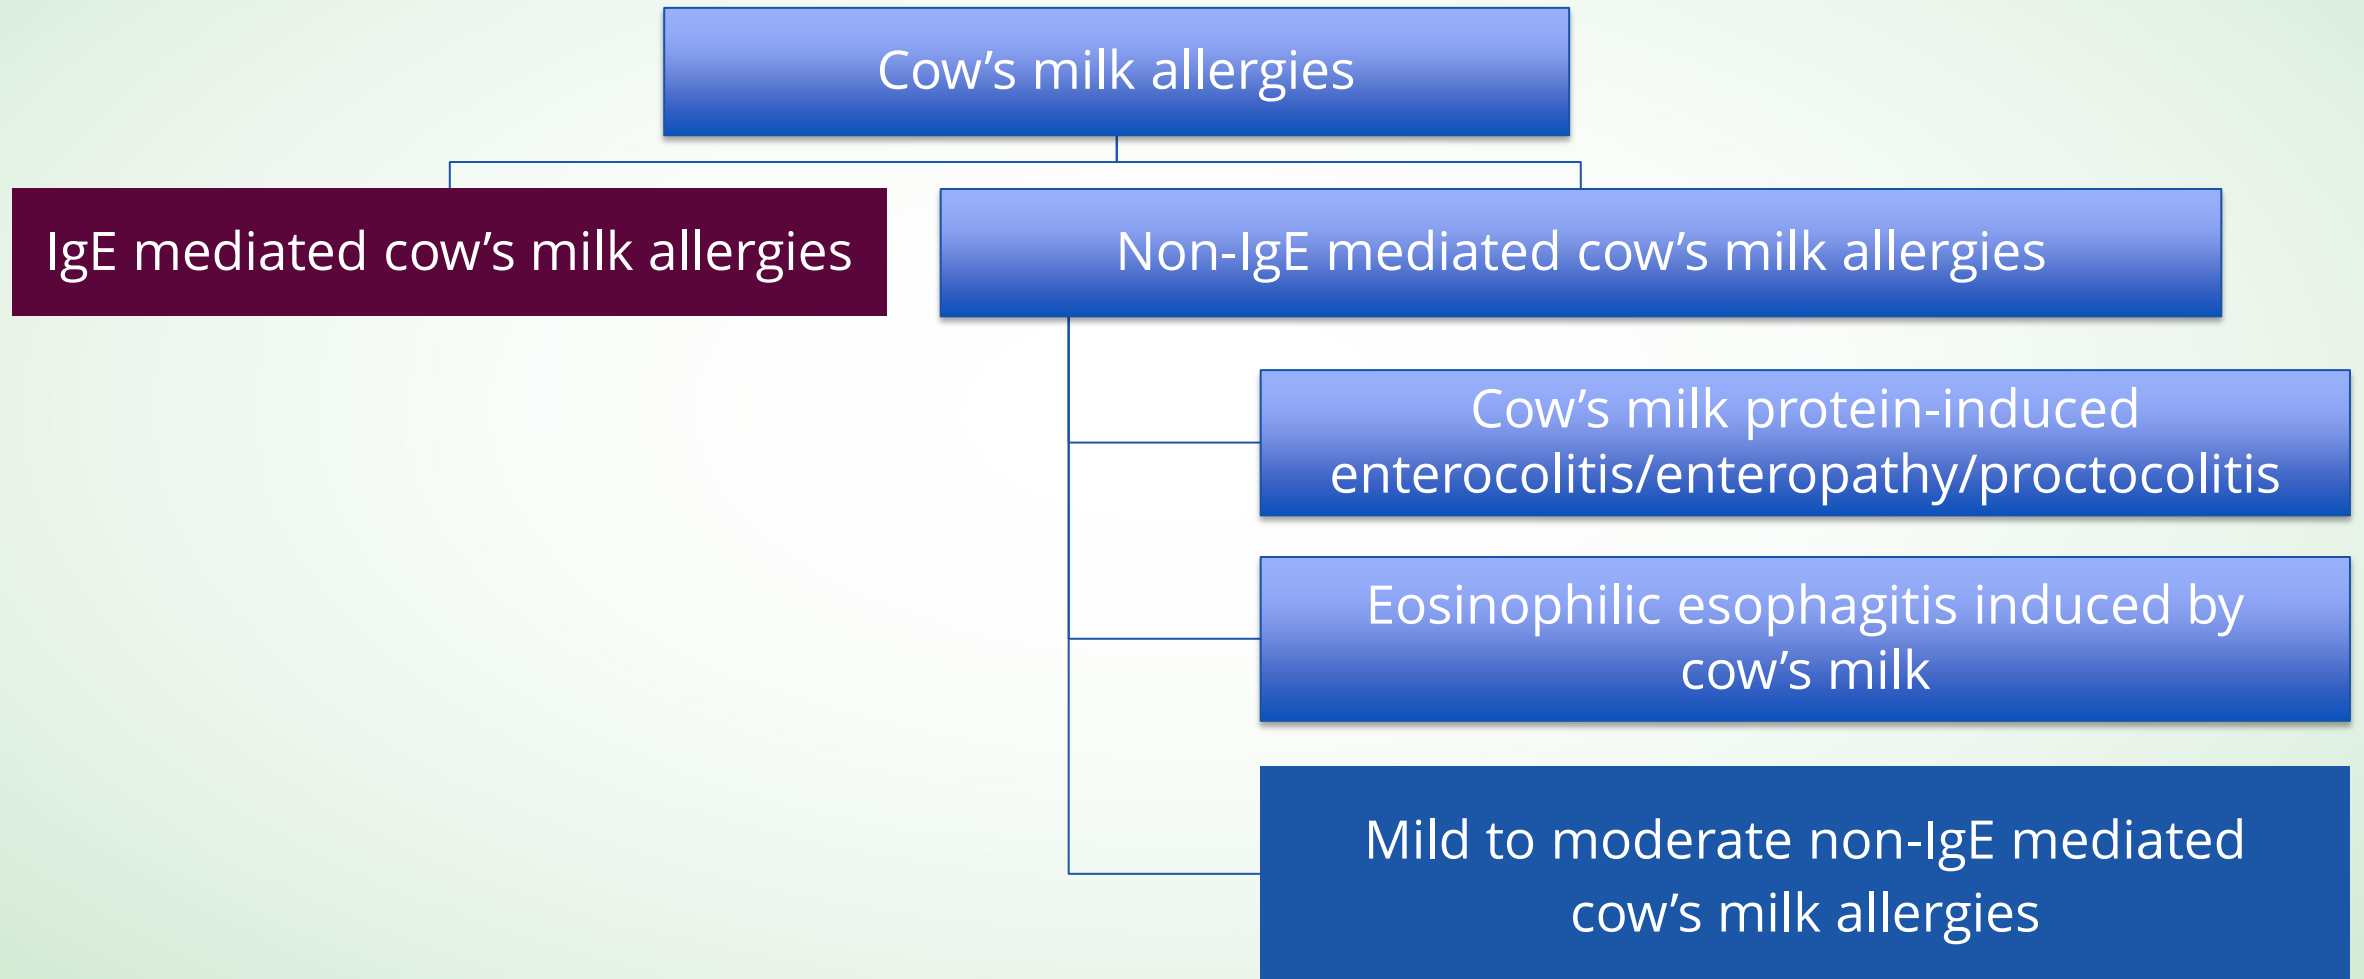 Cow’s milk allergies
IgE mediated cow’s milk allergies
Non-IgE mediated cow’s milk allergies
Cow’s milk protein-induced
enterocolitis/enteropathy/proctocolitis
Eosinophilic esophagitis induced by
cow’s milk
Mild to moderate non-IgE mediated
cow’s milk allergies